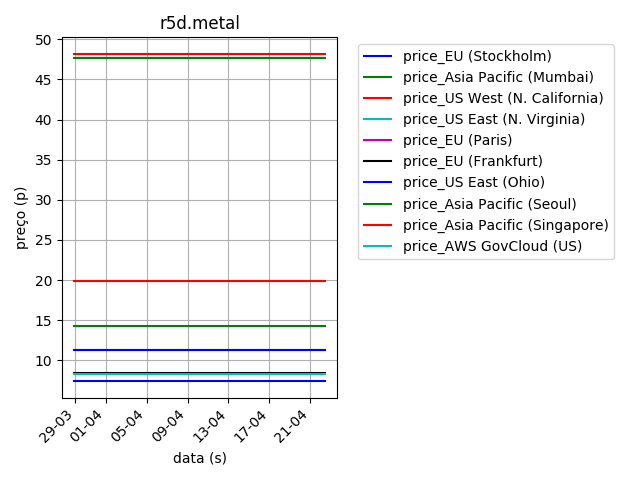 r5d.metal
50
45
40
35
30
25
20
15
10
preço (p)
29-03
01-04
05-04
09-04
13-04
17-04
21-04
data (s)
price_EU (Stockholm)
price_Asia Pacific (Mumbai)
price_US West (N. California)
price_US East (N. Virginia)
price_EU (Paris)
price_EU (Frankfurt)
price_US East (Ohio)
price_Asia Pacific (Seoul)
price_Asia Pacific (Singapore)
price_AWS GovCloud (US)